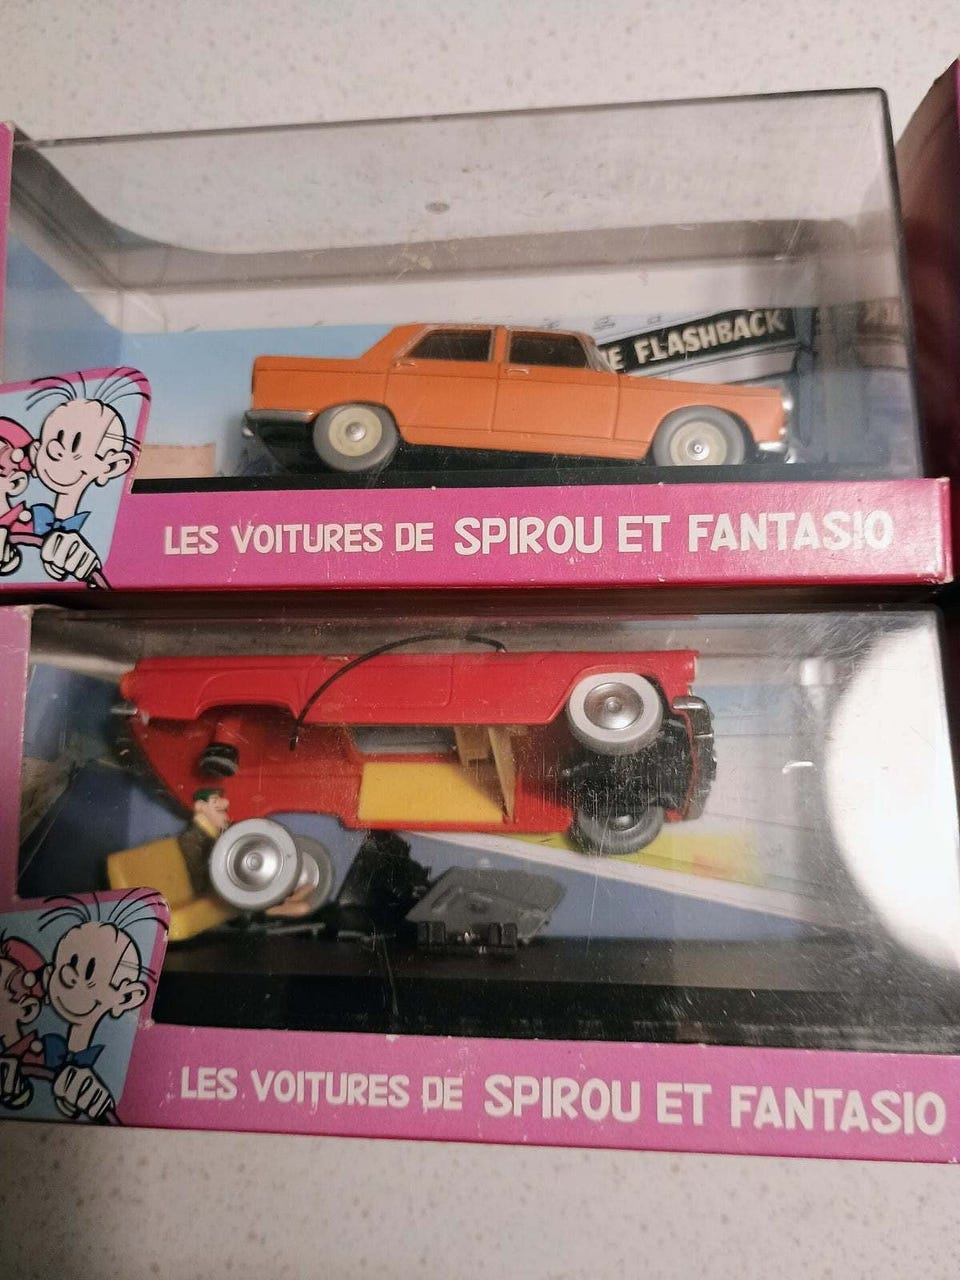 E FLASHBACK
LES VOITURES DE SPIROU ET FANTASIO
LES VOITURES DE SPIROU ET FANTASIO